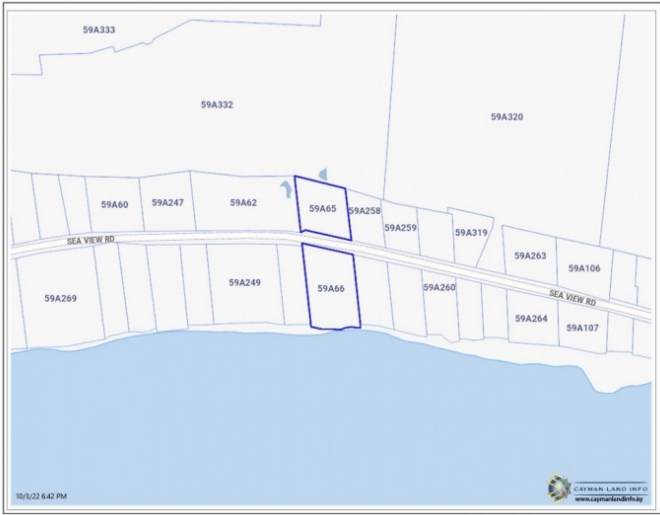 59A333
59A332
59A320
59A60
59A247
59A62
59A65
59A258
59A259
59A319
59A263
59A106
SEA VIEW RD
59A269
59A249
59A66
59A260
SEA VIEW RD
59A264
59A107
10/3/22 6:42 PM
CAYMAN LAND INFO
www.caymanlandinfo.ky